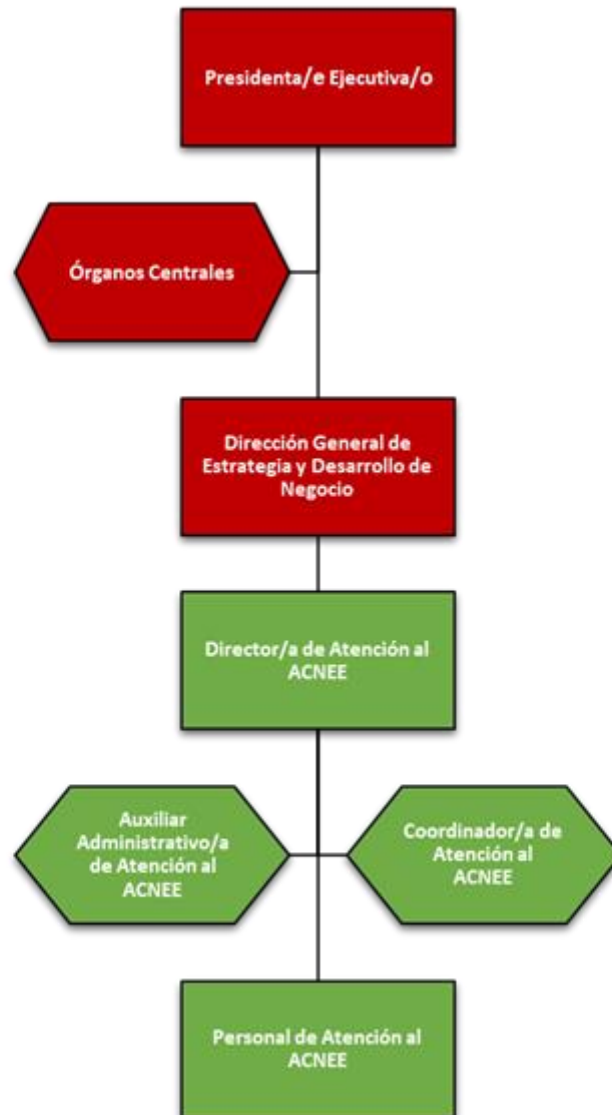 Presidenta/e Ejecutiva/o
Órganos Centrales
Dirección General de
Estrategia y Desarrollo de
Negocio
Director/a de Atención al
ACNEE
Auxiliar
Administrativo/a
de Atención al
ACNEE
Coordinador/a de
Atención al
ACNEE
Personal de Atención al
ACNEE